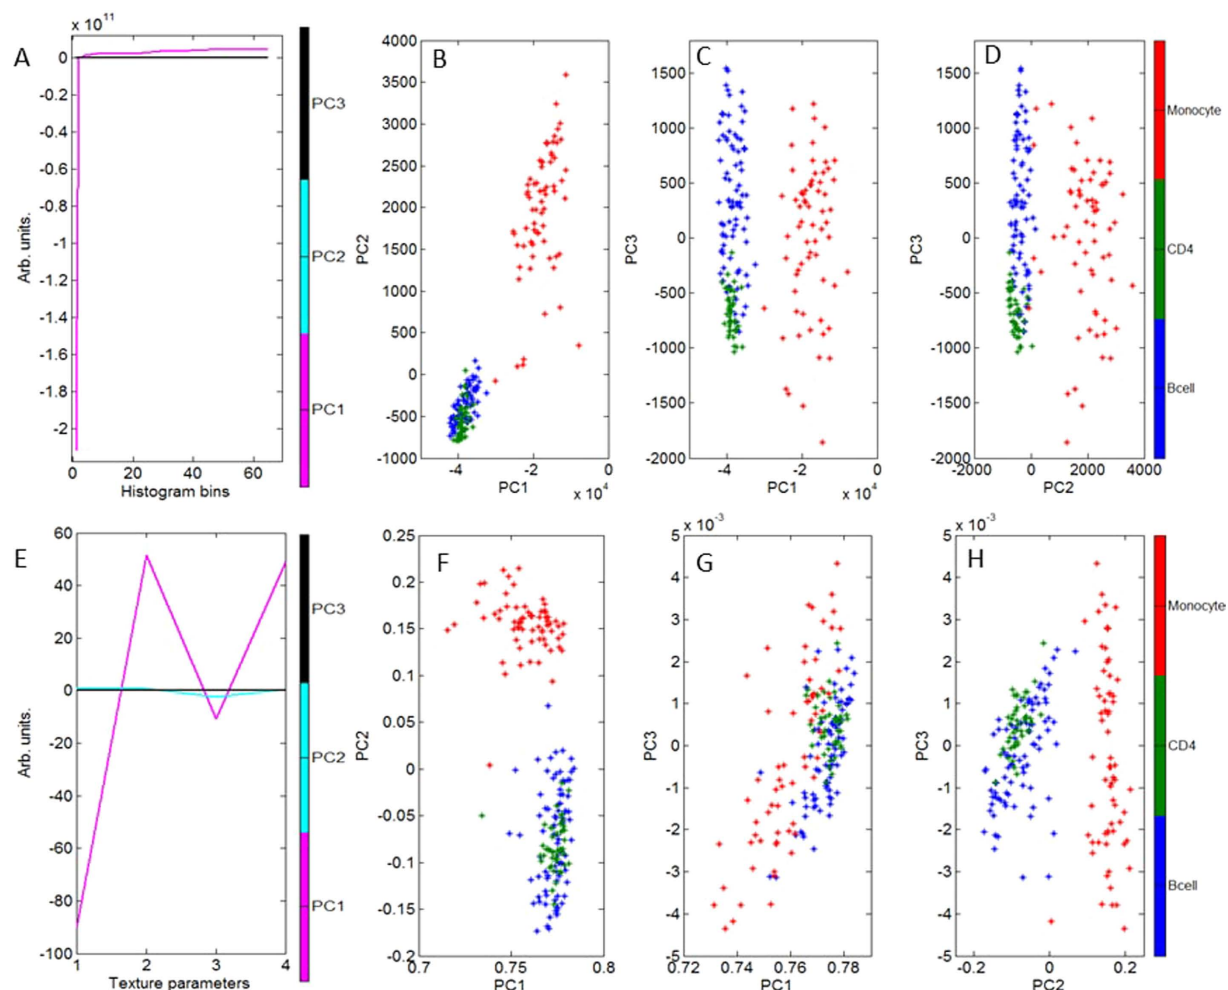 A
x 10^11
0
-0.2
-0.4
-0.6
-0.8
-1
-1.2
-1.4
-1.6
-1.8
-2
0 20 40 60
Arb. units.
Histogram bins
PC3
PC2
PC1
B
4000
3500
3000
2500
2000
1500
1000
500
0
-500
-1000
-4 -2 0
PC2
PC1
x 10^4
C
1500
1000
500
0
-500
-1000
-1500
-2000
-4 -2 0
PC3
PC1
x 10^4
D
1500
1000
500
0
-500
-1000
-1500
-2000
2000 0 2000 4000
PC3
PC2
Monocyte
CD4
Bcell
E
60
40
20
0
-20
-40
-60
-80
-100
1 2 3 4
Arb. units.
Texture parameters
PC3
PC2
PC1
F
0.25
0.2
0.15
0.1
0.05
0
-0.05
-0.1
-0.15
-0.2
0.7 0.75 0.8
PC2
PC1
G
x 10^-3
5
4
3
2
1
0
-1
-2
-3
-4
-5
0.72 0.74 0.76 0.78
PC3
PC1
H
x 10^-3
5
4
3
2
1
0
-1
-2
-3
-4
-5
-0.2 0 0.2
PC3
PC2
Monocyte
CD4
Bcell